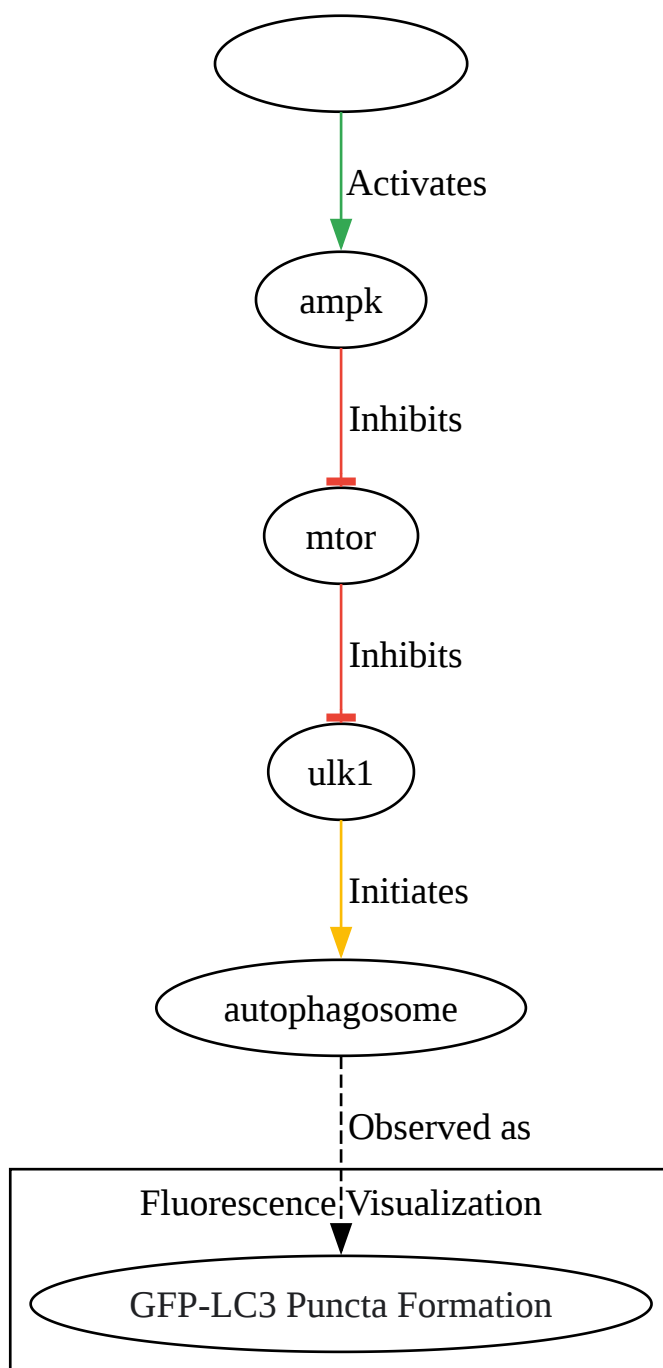 Activates
ampk
Inhibits
mtor
Inhibits
ulk1
Initiates
autophagosome
Observed as
Fluorescence Visualization
GFP-LC3 Puncta Formation